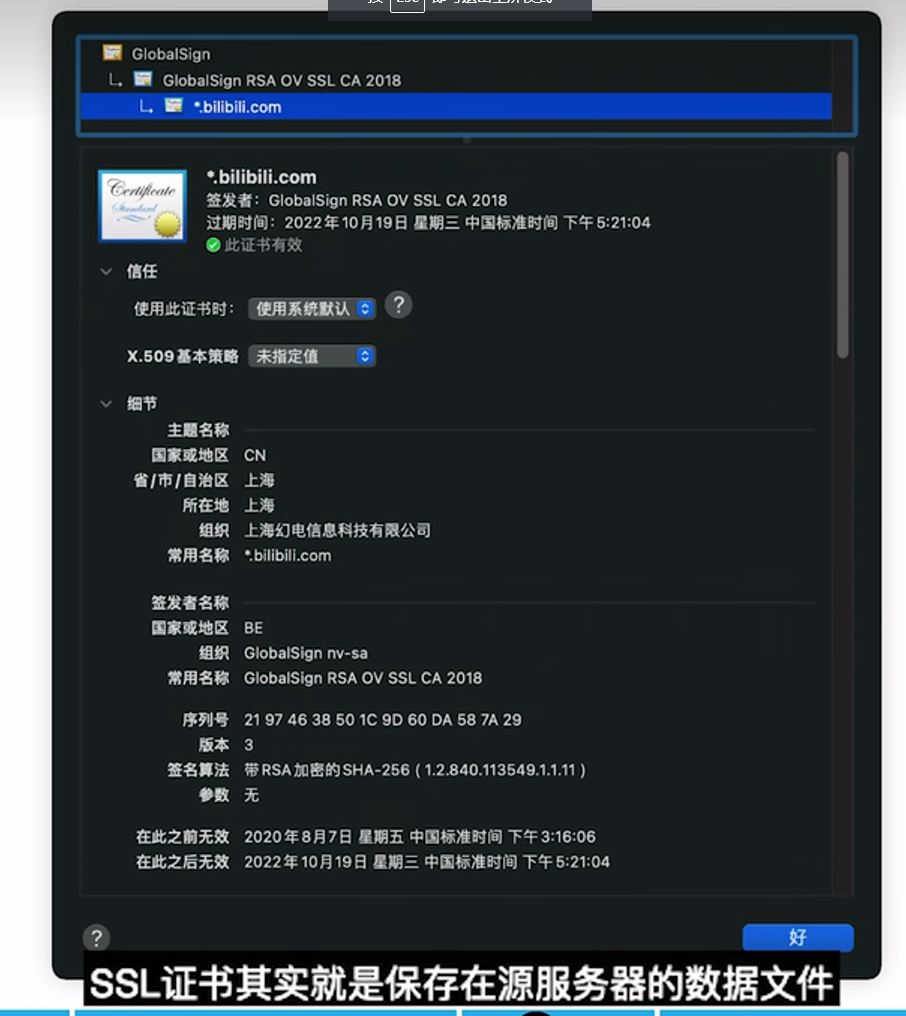 Esc
GlobalSign
GlobalSign RSA OV SSL CA 2018
*.bilibili.com
Certificate
Standard
*.bilibili.com
签发者：GlobalSign RSA OV SSL CA 2018
过期时间：2022年10月19日 星期三 中国标准时间 下午5:21:04
此证书有效
信任
使用此证书时： 使用系统默认 ?
X.509基本策略 未指定值
细节
主题名称
国家或地区 CN
省/市/自治区 上海
所在地 上海
组织 上海幻电信息科技有限公司
常用名称 *.bilibili.com
签发者名称
国家或地区 BE
组织 GlobalSign nv-sa
常用名称 GlobalSign RSA OV SSL CA 2018
序列号 21 97 46 38 50 1C 9D 60 DA 58 7A 29
版本 3
签名算法 带RSA加密的SHA-256 ( 1.2.840.113549.1.1.11 )
参数 无
在此之前无效 2020年8月7日 星期五 中国标准时间 下午3:16:06
在此之后无效 2022年10月19日 星期三 中国标准时间 下午5:21:04
? 好
SSL证书其实就是保存在源服务器的数据文件